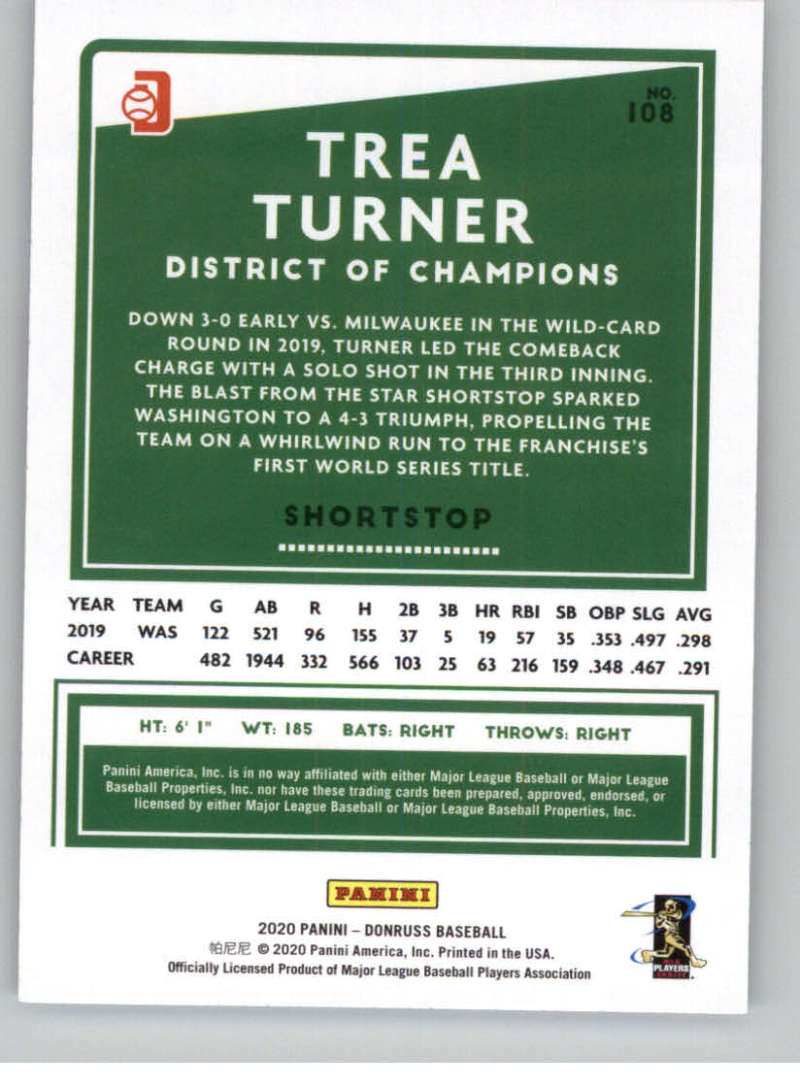 NO.
108
TREA
TURNER
DISTRICT OF CHAMPIONS
DOWN 3-0 EARLY VS. MILWAUKEE IN THE WILD-CARD
ROUND IN 2019, TURNER LED THE COMEBACK
CHARGE WITH A SOLO SHOT IN THE THIRD INNING.
THE BLAST FROM THE STAR SHORTSTOP SPARKED
WASHINGTON TO A 4-3 TRIUMPH, PROPELLING THE
TEAM ON A WHIRLWIND RUN TO THE FRANCHISE'S
FIRST WORLD SERIES TITLE.
SHORTSTOP
YEAR TEAM G AB R H 2B 3B HR RBI SB OBP SLG AVG
2019 WAS 122 521 96 155 37 5 19 57 35 .353 .497 .298
CAREER 482 1944 332 566 103 25 63 216 159 .348 .467 .291
HT: 6' 1" WT: 185 BATS: RIGHT THROWS: RIGHT
Panini America, Inc. is in no way affiliated with either Major League Baseball or Major League
Baseball Properties, Inc. nor have these trading cards been prepared, approved, endorsed, or
licensed by either Major League Baseball or Major League Baseball Properties, Inc.
PANINI
2020 PANINI – DONRUSS BASEBALL
帕尼尼 © 2020 Panini America, Inc. Printed in the USA.
Officially Licensed Product of Major League Baseball Players Association
PLAYERS